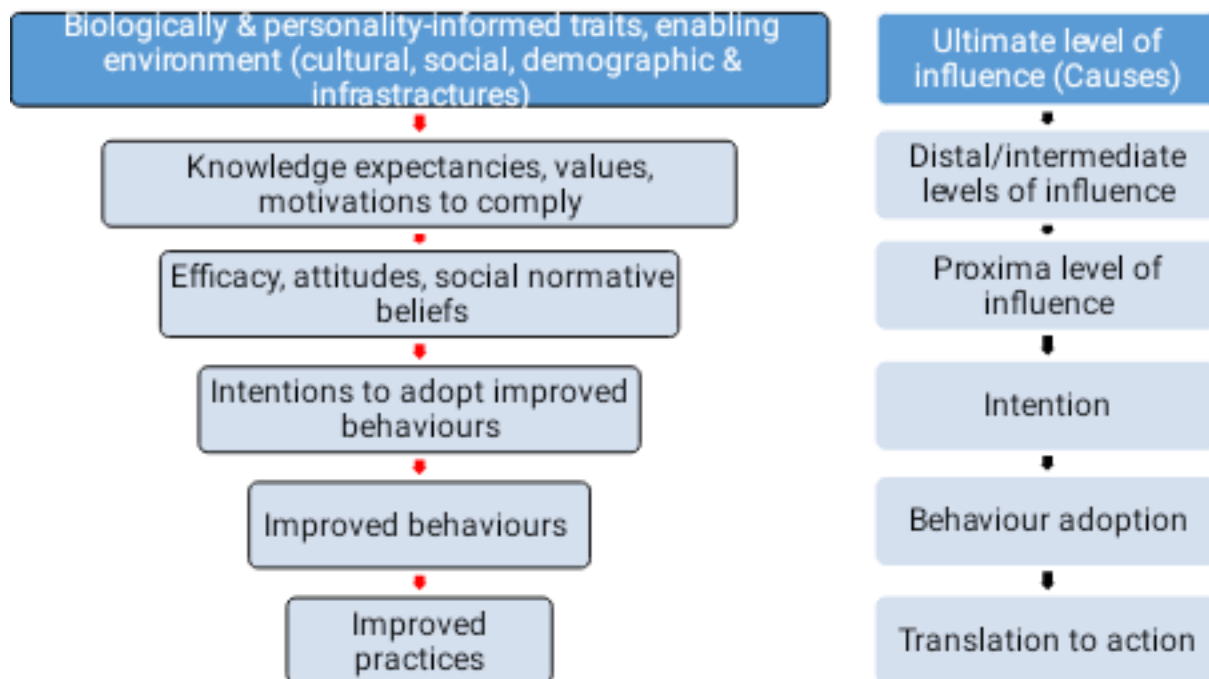 Biologically & personality-informed traits, enabling
environment (cultural, social, demographic &
infrastractures)
Knowledge expectancies, values,
motivations to comply
Efficacy, attitudes, social normative
beliefs
Intentions to adopt improved
behaviours
Improved behaviours
Improved
practices
Ultimate level of
influence (Causes)
Distal/intermediate
levels of influence
Proxima level of
influence
Intention
Behaviour adoption
Translation to action